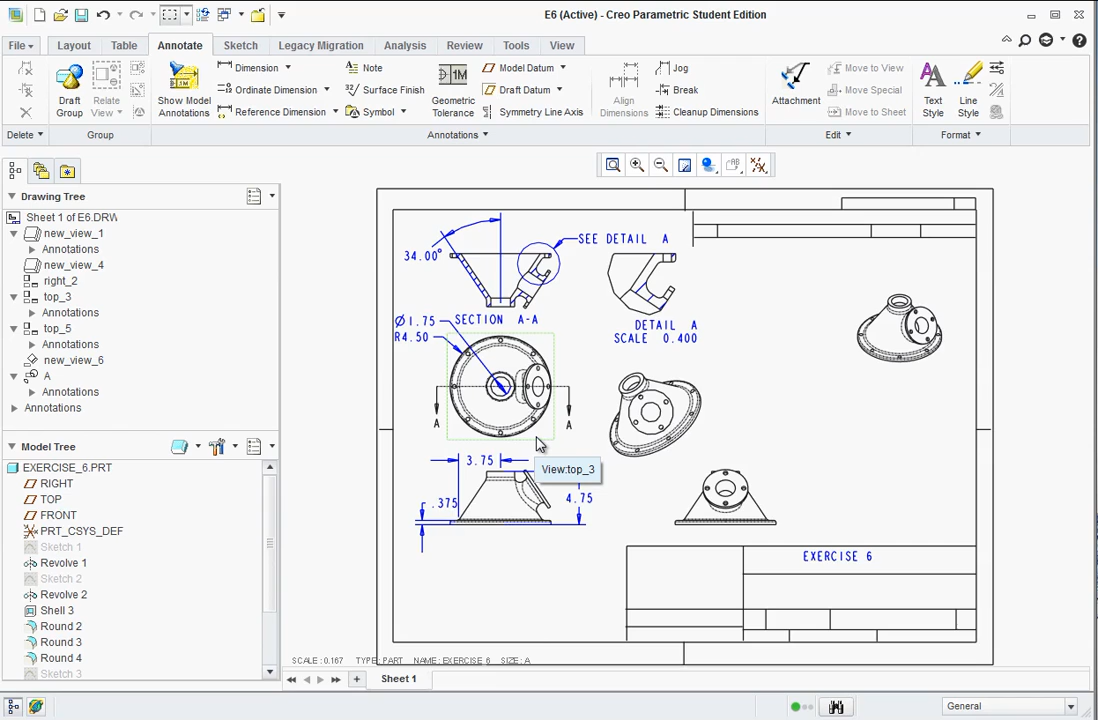 E6 (Active) - Creo Parametric Student Edition
File
Layout
Table
Annotate
Sketch
Legacy Migration
Analysis
Review
Tools
View
Draft Group
Relate View
Show Model Annotations
Dimension
Ordinate Dimension
Reference Dimension
Note
Surface Finish
Symbol
Geometric Tolerance
Model Datum
Draft Datum
Symmetry Line Axis
Align Dimensions
Jog
Break
Cleanup Dimensions
Attachment
Move to View
Move Special
Move to Sheet
Text Style
Line Style
Delete
Group
Annotations
Edit
Format
Drawing Tree
Sheet 1 of E6.DRW
new_view_1
Annotations
new_view_4
right_2
top_3
Annotations
top_5
Annotations
new_view_6
A
Annotations
Annotations
Model Tree
EXERCISE_6.PRT
RIGHT
TOP
FRONT
PRT_CSYS_DEF
Sketch 1
Revolve 1
Sketch 2
Revolve 2
Shell 3
Round 2
Round 3
Round 4
Sketch 3
34.00°
SEE DETAIL A
SECTION A-A
DETAIL A
SCALE 0.400
Ø1.75
R4.50
A
A
3.75
View:top_3
.375
4.75
EXERCISE 6
SCALE : 0.167 TYPE : PART NAME : EXERCISE_6 SIZE : A
Sheet 1
General